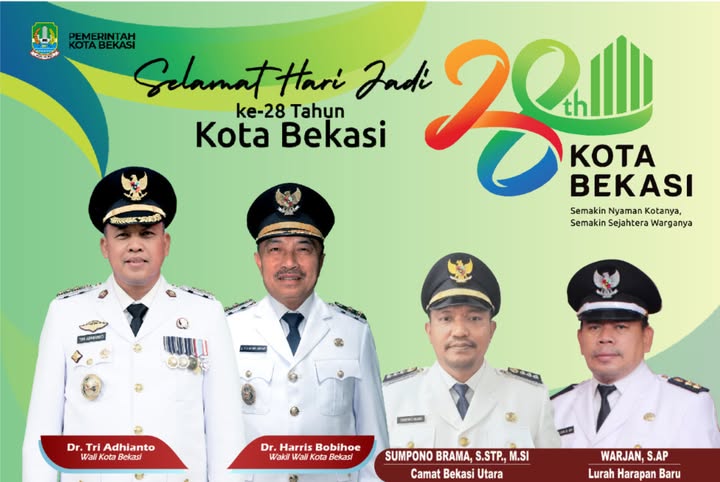 PEMERINTAH
KOTA BEKASI
Selamat Hari Jadi
ke-28 Tahun
Kota Bekasi
28th
KOTA
BEKASI
Semakin Nyaman Kotanya,
Semakin Sejahtera Warganya
Dr. Tri Adhianto
Wali Kota Bekasi
Dr. Harris Bobihoe
Wakil Wali Kota Bekasi
SUMPONO BRAMA, S.STP., M.SI
Camat Bekasi Utara
WARJAN, S.AP
Lurah Harapan Baru